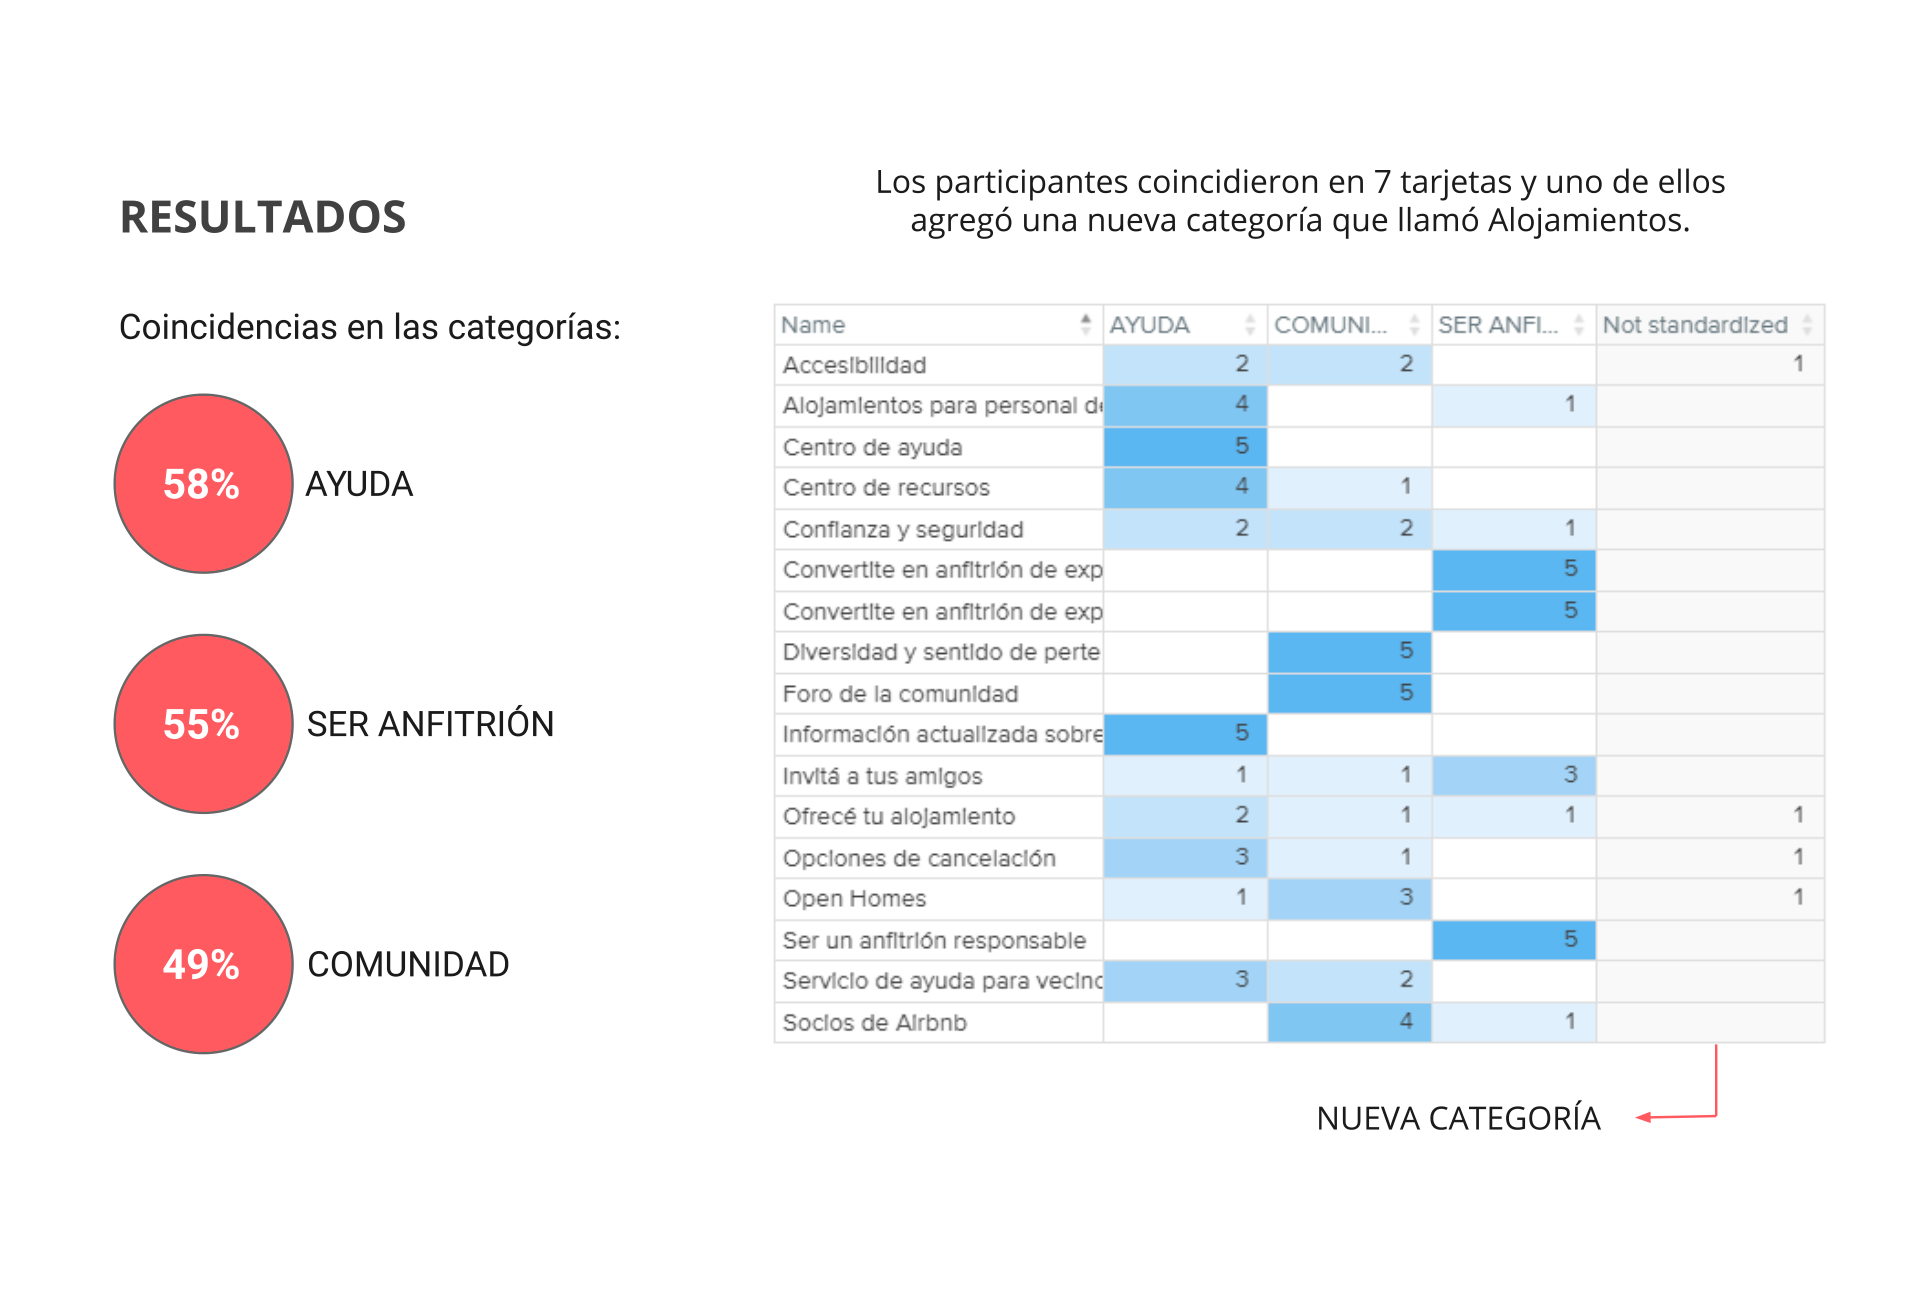 RESULTADOS
Coincidencias en las categorías:
58% AYUDA
55% SER ANFITRIÓN
49% COMUNIDAD
Los participantes coincidieron en 7 tarjetas y uno de ellos
agregó una nueva categoría que llamó Alojamientos.
Name AYUDA COMUNI... SER ANFI... Not standardized
Accesibilidad 2 2 1
Alojamientos para personal de 4 1
Centro de ayuda 5
Centro de recursos 4 1
Confianza y seguridad 2 2 1
Convertite en anfitrión de exp 5
Convertite en anfitrión de exp 5
Diversidad y sentido de perte 5
Foro de la comunidad 5
Información actualizada sobre 5
Invitá a tus amigos 1 1 3
Ofrecé tu alojamiento 2 1 1 1
Opciones de cancelación 3 1 1
Open Homes 1 3 1
Ser un anfitrión responsable 5
Servicio de ayuda para vecinc 3 2
Socios de Airbnb 4 1
NUEVA CATEGORÍA